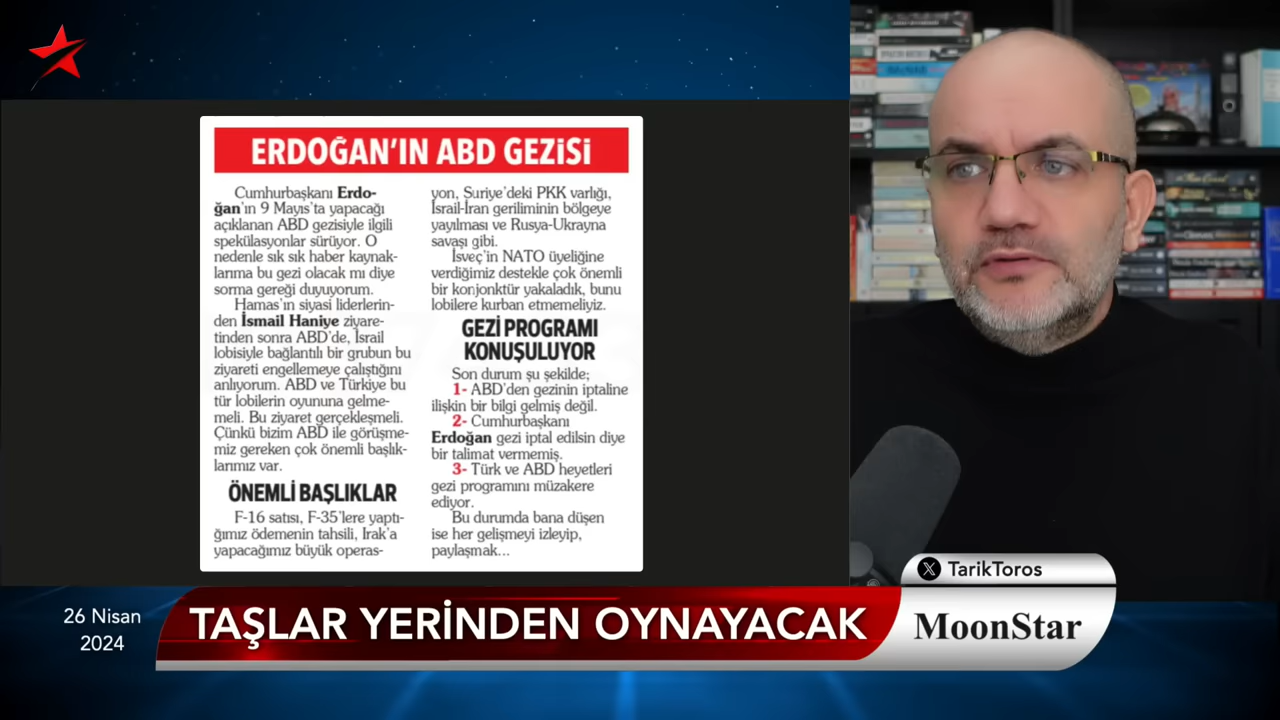 ERDOĞAN'IN ABD GEZİSİ
Cumhurbaşkanı Erdo-
ğan'ın 9 Mayıs'ta yapacağı
açıklanan ABD gezisiyle ilgili
spekülasyonlar sürüyor. O
nedenle sık sık haber kaynak-
larıma bu gezi olacak mı diye
sorma gereği duyuyorum.
Hamas'ın siyasi liderlerin-
den İsmail Haniye ziyare-
tinden sonra ABD'de, İsrail
lobisiyle bağlantılı bir grubun bu
ziyareti engellemeye çalıştığını
anlıyorum. ABD ve Türkiye bu
tür lobilerin oyununa gelme-
meli. Bu ziyaret gerçekleşmeli.
Çünkü bizim ABD ile görüşme-
miz gereken çok önemli başlık-
larımız var.
ÖNEMLİ BAŞLIKLAR
F-16 satışı, F-35'lere yaptı-
ğımız ödemenin tahsili, Irak'a
yapacağımız büyük operas-
yon, Suriye'deki PKK varlığı,
İsrail-İran geriliminin bölgeye
yayılması ve Rusya-Ukrayna
savaşı gibi.
İsveç'in NATO üyeliğine
verdiğimiz destekle çok önemli
bir konjonktür yakaladık, bunu
lobilere kurban etmemeliyiz.
GEZİ PROGRAMI
KONUŞULUYOR
Son durum şu şekilde;
1- ABD'den gezinin iptaline
ilişkin bir bilgi gelmiş değil.
2- Cumhurbaşkanı
Erdoğan gezi iptal edilsin diye
bir talimat vermemiş.
3- Türk ve ABD heyetleri
gezi programını müzakere
ediyor.
Bu durumda bana düşen
ise her gelişmeyi izleyip,
paylaşmak...
X TarikToros
26 Nisan
2024
TAŞLAR YERİNDEN OYNAYACAK
MoonStar